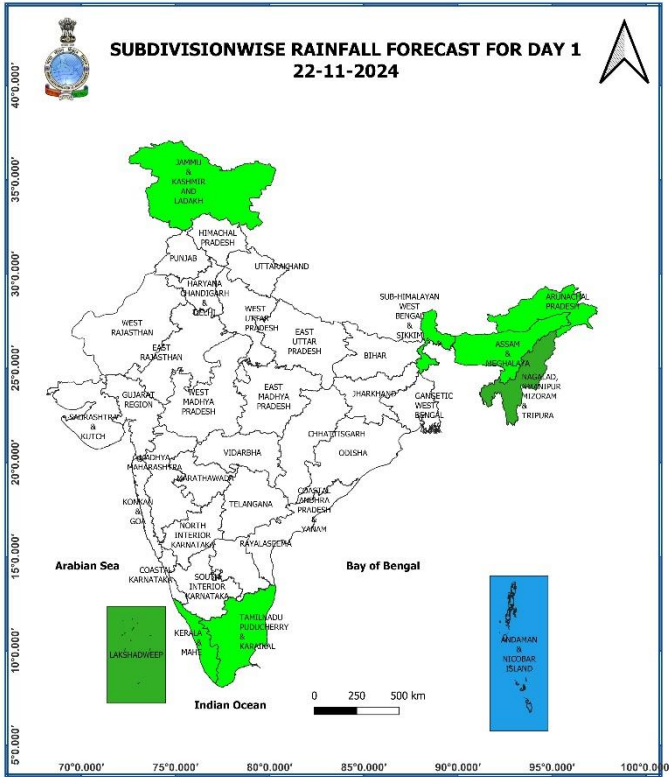 SUBDIVISIONWISE RAINFALL FORECAST FOR DAY 1
22-11-2024
40°0.000'
35°0.000'
30°0.000'
25°0.000'
20°0.000'
15°0.000'
10°0.000'
5°0.000'
JAMMU
&
KASHMIR
AND
LADAKH
HIMACHAL
PRADESH
PUNJAB
UTTARAKHAND
HARYANA
CHANDIGARH
&
DELHI
WEST
RAJASTHAN
EAST
RAJASTHAN
WEST
UTTAR
PRADESH
EAST
UTTAR
PRADESH
BIHAR
SUB-HIMALAYAN
WEST
BENGAL
&
SIKKIM
ARUNACHAL
PRADESH
ASSAM
&
MEGHALAYA
NAGALAD,
MANIPUR
MIZORAM
&
TRIPURA
SAURASHTRA
&
KUTCH
GUJARAT
REGION
WEST
MADHYA
PRADESH
EAST
MADHYA
PRADESH
JHARKHAND
GANGETIC
WEST
BENGAL
CHHATTISGARH
ODISHA
MADHYA
MAHARASHTRA
VIDARBHA
MARATHAWADA
KONKAN
&
GOA
TELANGANA
COASTAL
ANDHRA
PRADESH
&
YANAM
NORTH
INTERIOR
KARNATAKA
RAYALASEEMA
COASTAL
KARNATAKA
SOUTH
INTERIOR
KARNATAKA
Arabian Sea
Bay of Bengal
KERALA
&
MAHE
TAMILNADU
PUDUCHERRY
&
KARAIKAL
LAKSHADWEEP
ANDAMAN
&
NICOBAR
ISLAND
Indian Ocean
0 250 500 km
70°0.000' 75°0.000' 80°0.000' 85°0.000' 90°0.000' 95°0.000'